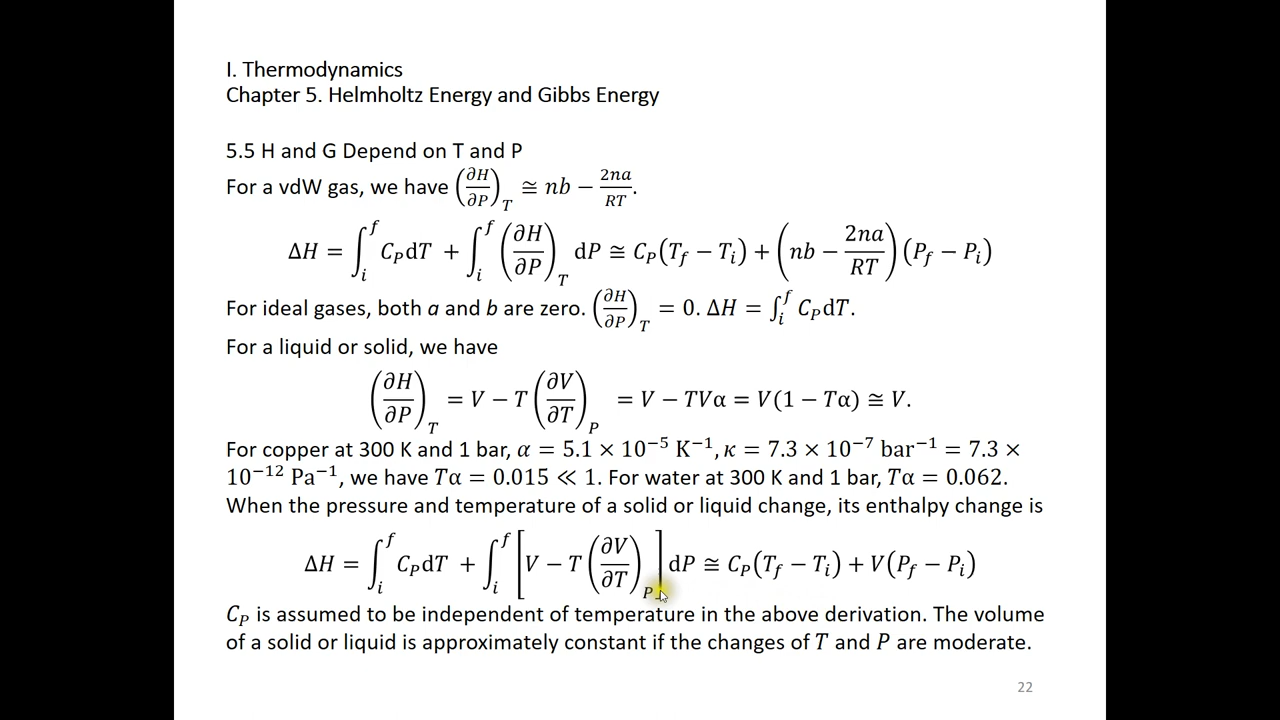 I. Thermodynamics
Chapter 5. Helmholtz Energy and Gibbs Energy
5.5 H and G Depend on T and P
For a vdW gas, we have (∂H/∂P)_T ≅ nb − 2na/RT.
ΔH = ∫_i^f C_P dT + ∫_i^f (∂H/∂P)_T dP ≅ C_P(T_f − T_i) + (nb − 2na/RT)(P_f − P_i)
For ideal gases, both a and b are zero. (∂H/∂P)_T = 0. ΔH = ∫_i^f C_P dT.
For a liquid or solid, we have
(∂H/∂P)_T = V − T(∂V/∂T)_P = V − TVα = V(1 − Tα) ≅ V.
For copper at 300 K and 1 bar, α = 5.1 × 10⁻⁵ K⁻¹, κ = 7.3 × 10⁻⁷ bar⁻¹ = 7.3 ×
10⁻¹² Pa⁻¹, we have Tα = 0.015 ≪ 1. For water at 300 K and 1 bar, Tα = 0.062.
When the pressure and temperature of a solid or liquid change, its enthalpy change is
ΔH = ∫_i^f C_P dT + ∫_i^f [V − T(∂V/∂T)_P] dP ≅ C_P(T_f − T_i) + V(P_f − P_i)
C_P is assumed to be independent of temperature in the above derivation. The volume
of a solid or liquid is approximately constant if the changes of T and P are moderate.
22